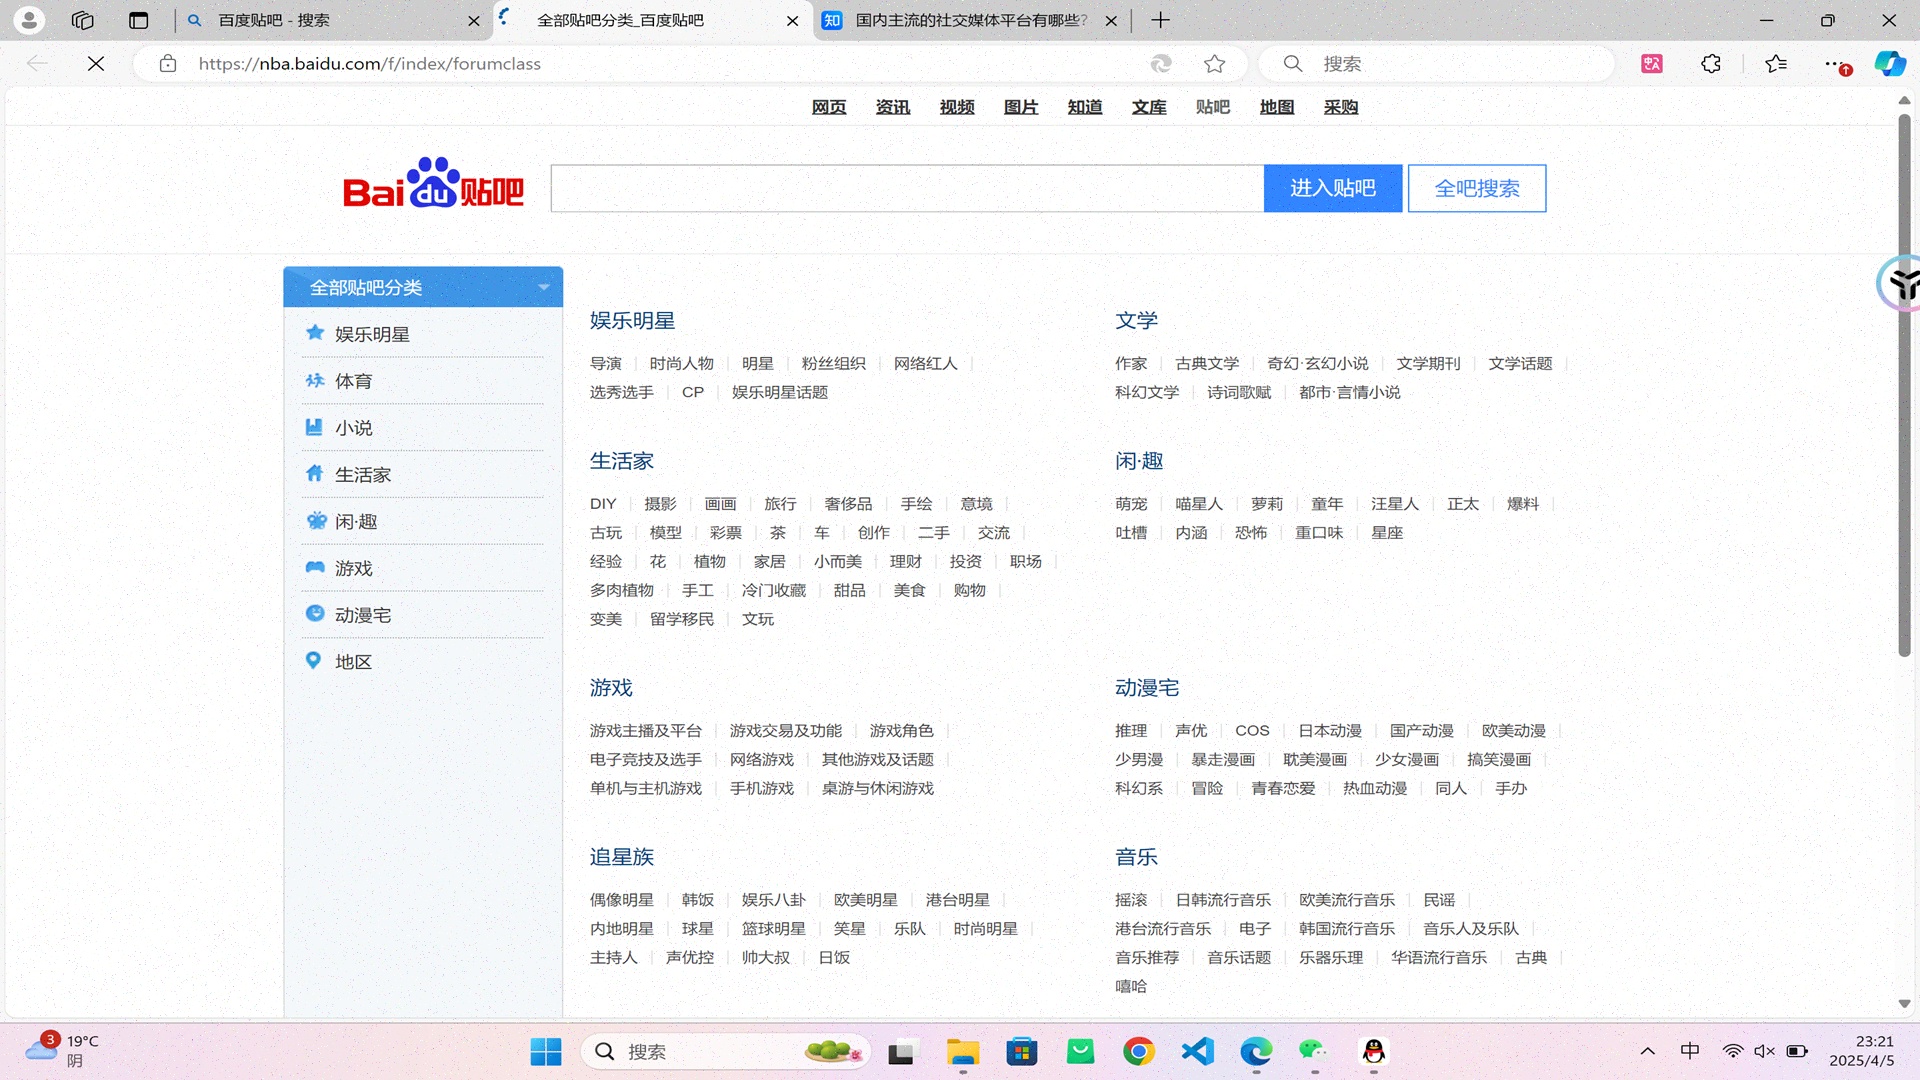 百度贴吧 - 搜索
全部贴吧分类_百度贴吧
知 国内主流的社交媒体平台有哪些?
https://nba.baidu.com/f/index/forumclass
搜索
网页 资讯 视频 图片 知道 文库 贴吧 地图 采购
Bai du 贴吧
进入贴吧
全吧搜索
全部贴吧分类
娱乐明星
体育
小说
生活家
闲·趣
游戏
动漫宅
地区
娱乐明星
导演 时尚人物 明星 粉丝组织 网络红人
选秀选手 CP 娱乐明星话题
文学
作家 古典文学 奇幻·玄幻小说 文学期刊 文学话题
科幻文学 诗词歌赋 都市·言情小说
生活家
DIY 摄影 画画 旅行 奢侈品 手绘 意境
古玩 模型 彩票 茶 车 创作 二手 交流
经验 花 植物 家居 小而美 理财 投资 职场
多肉植物 手工 冷门收藏 甜品 美食 购物
变美 留学移民 文玩
闲·趣
萌宠 喵星人 萝莉 童年 汪星人 正太 爆料
吐槽 内涵 恐怖 重口味 星座
游戏
游戏主播及平台 游戏交易及功能 游戏角色
电子竞技及选手 网络游戏 其他游戏及话题
单机与主机游戏 手机游戏 桌游与休闲游戏
动漫宅
推理 声优 COS 日本动漫 国产动漫 欧美动漫
少男漫 暴走漫画 耽美漫画 少女漫画 搞笑漫画
科幻系 冒险 青春恋爱 热血动漫 同人 手办
追星族
偶像明星 韩饭 娱乐八卦 欧美明星 港台明星
内地明星 球星 篮球明星 笑星 乐队 时尚明星
主持人 声优控 帅大叔 日饭
音乐
摇滚 日韩流行音乐 欧美流行音乐 民谣
港台流行音乐 电子 韩国流行音乐 音乐人及乐队
音乐推荐 音乐话题 乐器乐理 华语流行音乐 古典
嘻哈
3
19°C
阴
搜索
中
23:21
2025/4/5